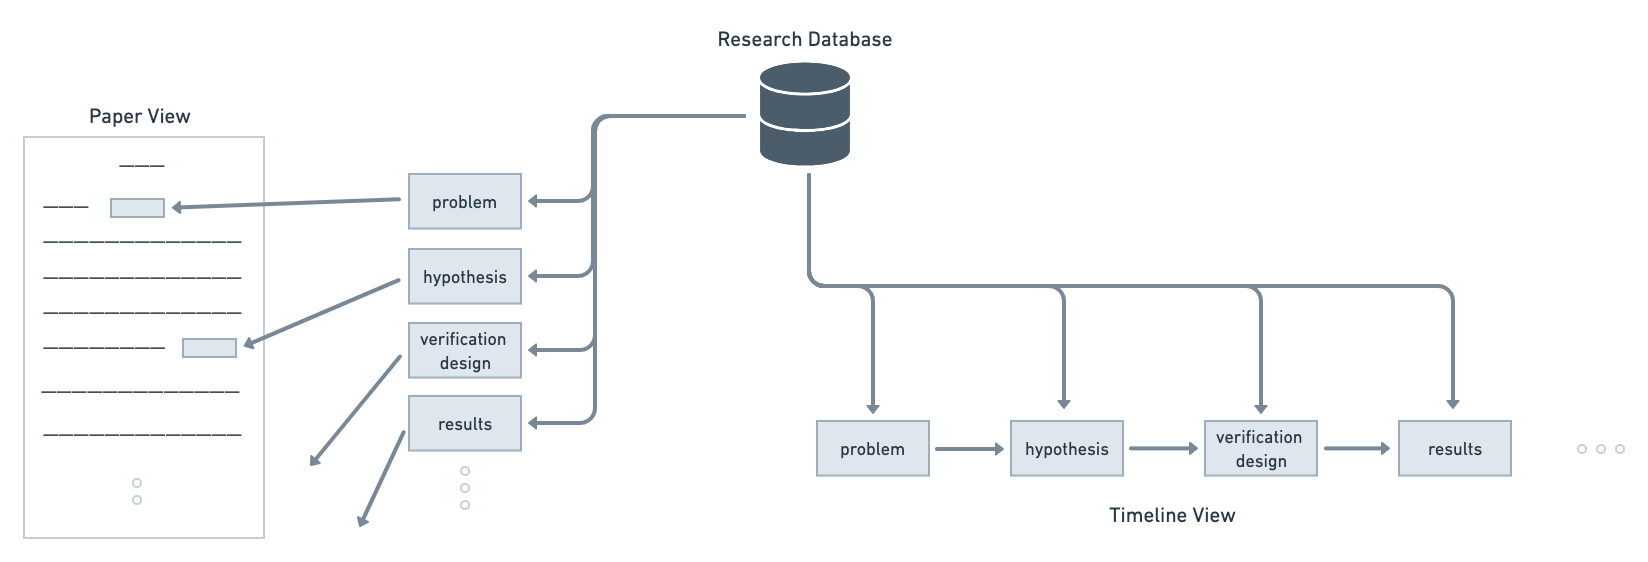 Research Database
Paper View
problem
hypothesis
verification
design
results
problem
hypothesis
verification
design
results
Timeline View